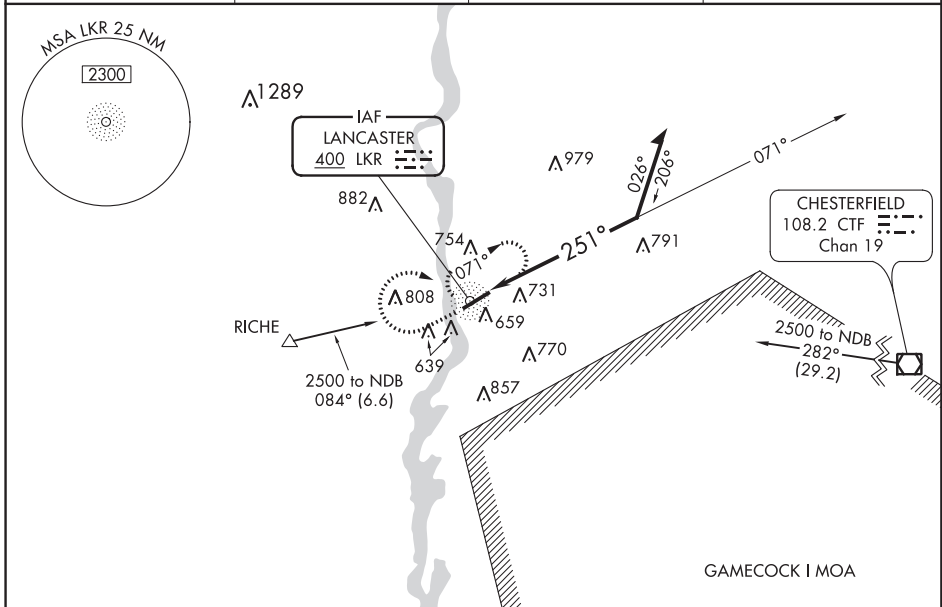 MSA LKR 25 NM
2300
1289
IAF
LANCASTER
400 LKR
979
882
026°
206°
071°
CHESTERFIELD
108.2 CTF
Chan 19
754
071°
251°
791
808
731
659
RICHE
639
770
2500 to NDB
084° (6.6)
857
2500 to NDB
282°
(29.2)
GAMECOCK I MOA